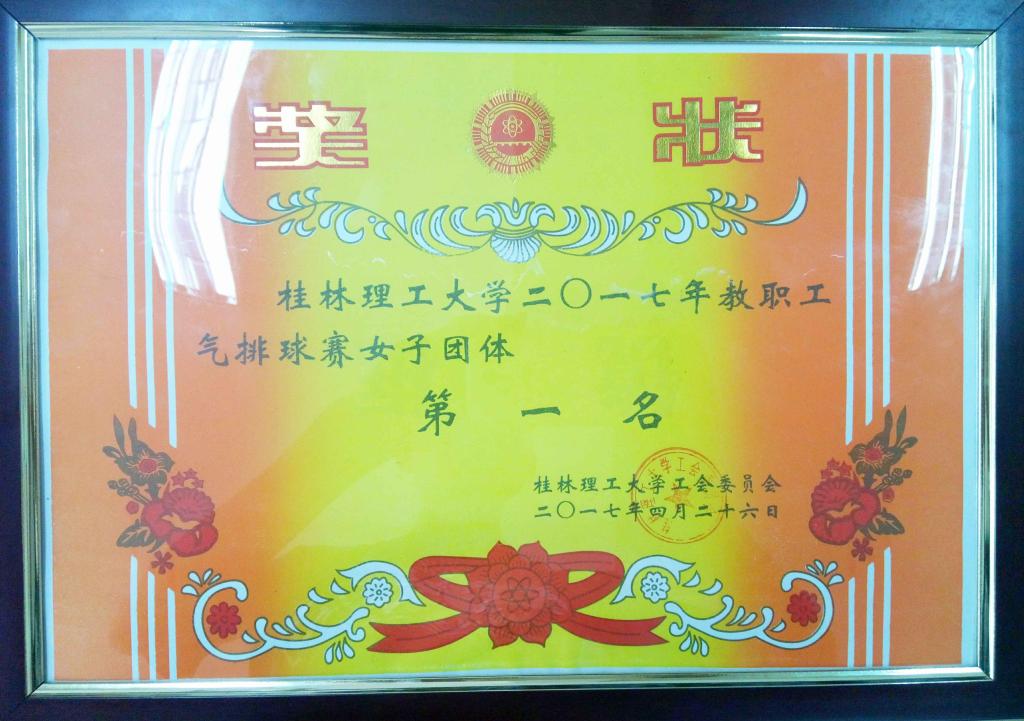 奖 状
桂林理工大学二〇一七年教职工
气排球赛女子团体
第 一 名
桂林理工大学工会委员会
二〇一七年四月二十六日